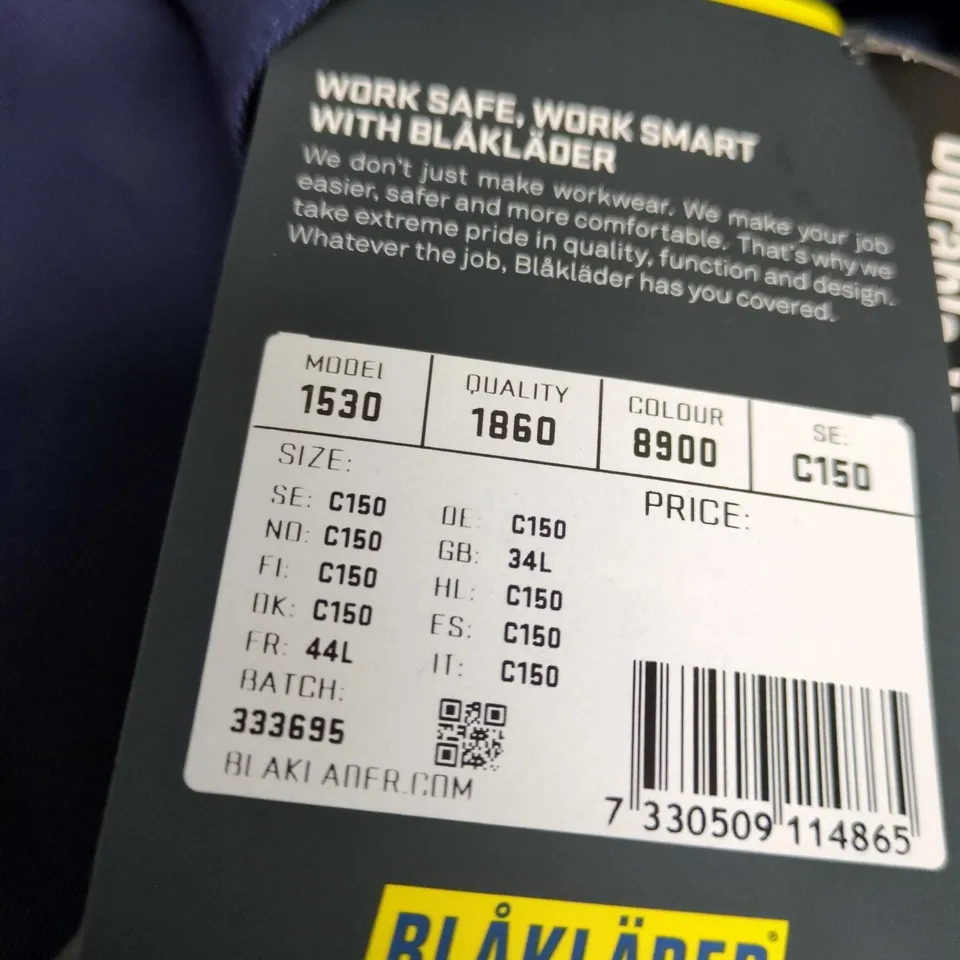 WORK SAFE, WORK SMART
WITH BLÅKLÄDER
We don't just make workwear. We make your job
easier, safer and more comfortable. That's why we
take extreme pride in quality, function and design.
Whatever the job, Blåkläder has you covered.
MODEL QUALITY COLOUR SE:
1530 1860 8900 C150
SIZE: PRICE:
SE: C150 DE: C150
NO: C150 GB: 34L
FI: C150 HL: C150
DK: C150 ES: C150
FR: 44L IT: C150
BATCH:
333695
BLAKLADER.COM
7 330509 114865
BLÅKLÄDER®
Durable